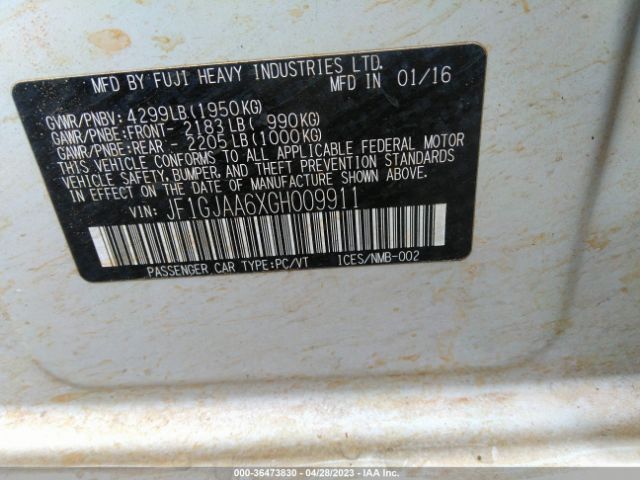 MFD BY FUJI HEAVY INDUSTRIES LTD.
MFD IN 01/16
GVWR/PNBV: 4299LB(1950KG)
GAWR/PNBE:FRONT- 2183LB( 990KG)
GAWR/PNBE:REAR - 2205LB(1000KG)
THIS VEHICLE CONFORMS TO ALL APPLICABLE FEDERAL MOTOR
VEHICLE SAFETY, BUMPER, AND THEFT PREVENTION STANDARDS
IN EFFECT ON THE DATE OF MANUFACTURE SHOWN ABOVE.
VIN: JF1GJAA6XGH009911
PASSENGER CAR TYPE:PC/VT ICES/NMB-002
000-36473830 - 04/28/2023 - IAA Inc.